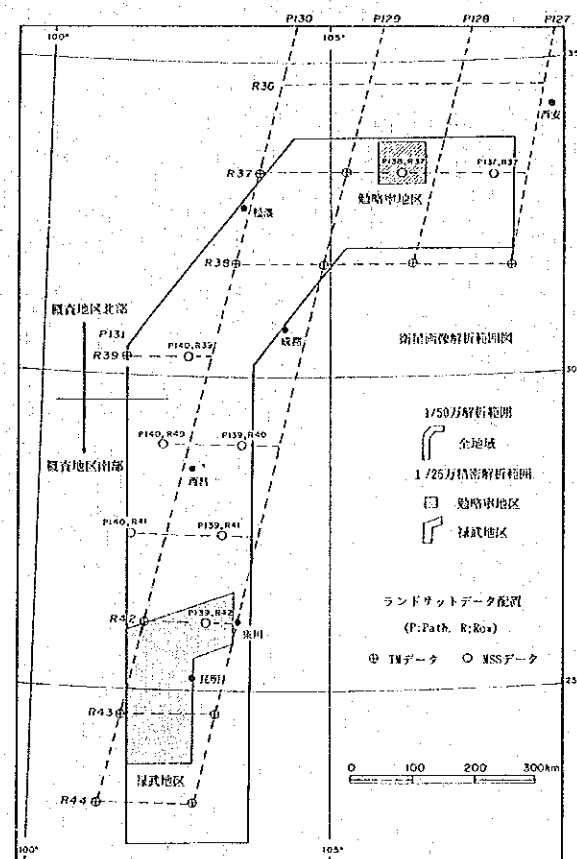 P130
P129
P128
P127
100°
105°
35
R36
西安
R37
P138,R37
P137,R37
勉略寧地区
松潘
R38
概査地区北部
P131
成都
衛星画像解析範囲図
R39
P140,R39
30°
1/50万解析範囲
全地域
P140,R40
P139,R40
概査地区南部
西昌
1/25万精密解析範囲
勉略寧地区
禄武地区
P140,R41
P139,R41
ランドサットデータ配置
(P:Path, R:Row)
R42
P139,R42
東川
⊕ TMデータ
○ MSSデータ
昆明
25
R43
禄武地区
0
100
200
300km
R44
100°
105°